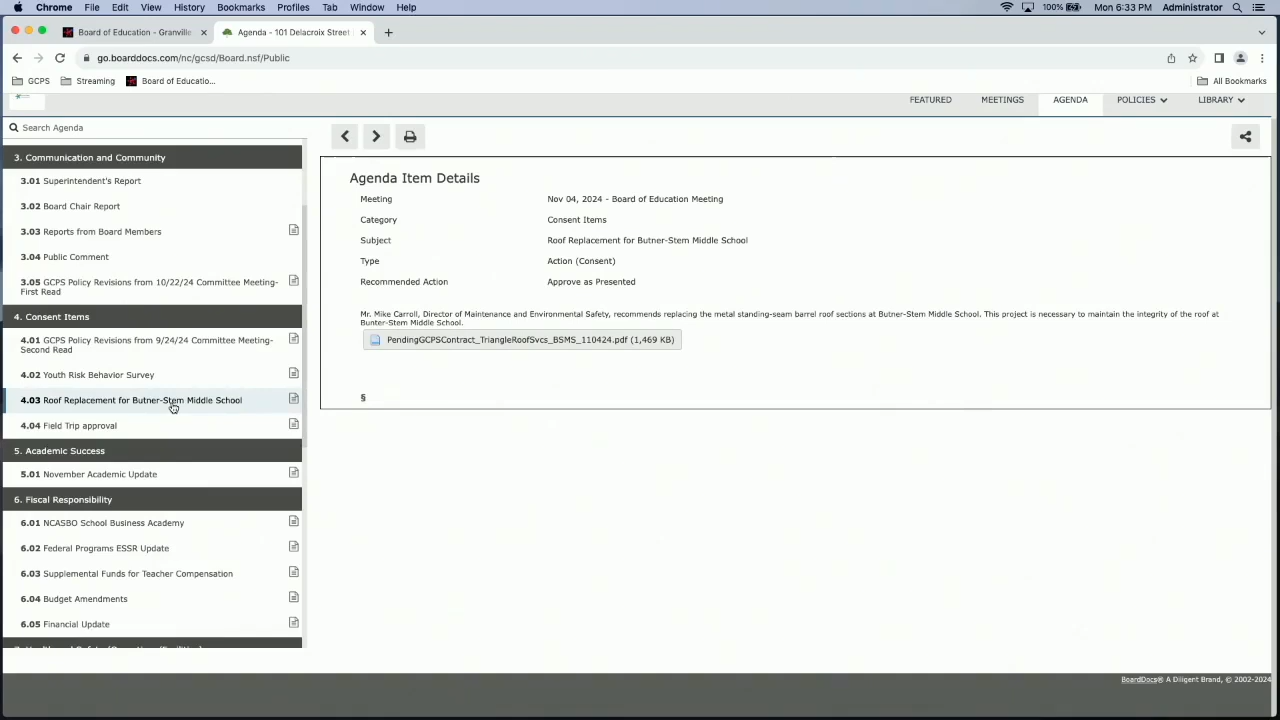 Chrome File Edit View History Bookmarks Profiles Tab Window Help 100% Mon 6:33 PM Administrator
Board of Education - Granville Agenda - 101 Delacroix Street
go.boarddocs.com/nc/gcsd/Board.nsf/Public
GCPS Streaming Board of Educatio... All Bookmarks
FEATURED MEETINGS AGENDA POLICIES LIBRARY
Search Agenda
3. Communication and Community
3.01 Superintendent's Report
3.02 Board Chair Report
3.03 Reports from Board Members
3.04 Public Comment
3.05 GCPS Policy Revisions from 10/22/24 Committee Meeting-
First Read
4. Consent Items
4.01 GCPS Policy Revisions from 9/24/24 Committee Meeting-
Second Read
4.02 Youth Risk Behavior Survey
4.03 Roof Replacement for Butner-Stem Middle School
4.04 Field Trip approval
5. Academic Success
5.01 November Academic Update
6. Fiscal Responsibility
6.01 NCASBO School Business Academy
6.02 Federal Programs ESSR Update
6.03 Supplemental Funds for Teacher Compensation
6.04 Budget Amendments
6.05 Financial Update
Agenda Item Details
Meeting Nov 04, 2024 - Board of Education Meeting
Category Consent Items
Subject Roof Replacement for Butner-Stem Middle School
Type Action (Consent)
Recommended Action Approve as Presented
Mr. Mike Carroll, Director of Maintenance and Environmental Safety, recommends replacing the metal standing-seam barrel roof sections at Butner-Stem Middle School. This project is necessary to maintain the integrity of the roof at
Bunter-Stem Middle School.
PendingGCPSContract_TriangleRoofSvcs_BSMS_110424.pdf (1,469 KB)
§
BoardDocs® A Diligent Brand, © 2002-2024